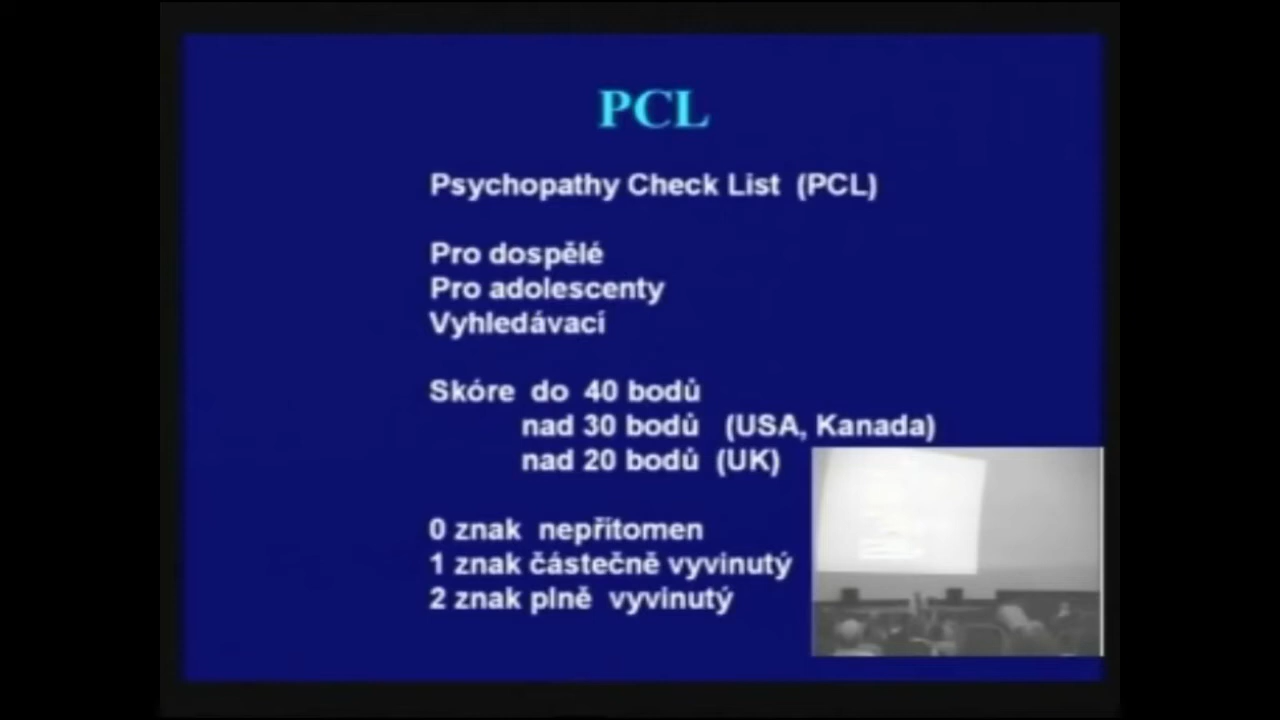 PCL
Psychopathy Check List (PCL)
Pro dospělé
Pro adolescenty
Vyhledávací
Skóre do 40 bodů
nad 30 bodů (USA, Kanada)
nad 20 bodů (UK)
0 znak nepřítomen
1 znak částečně vyvinutý
2 znak plně vyvinutý